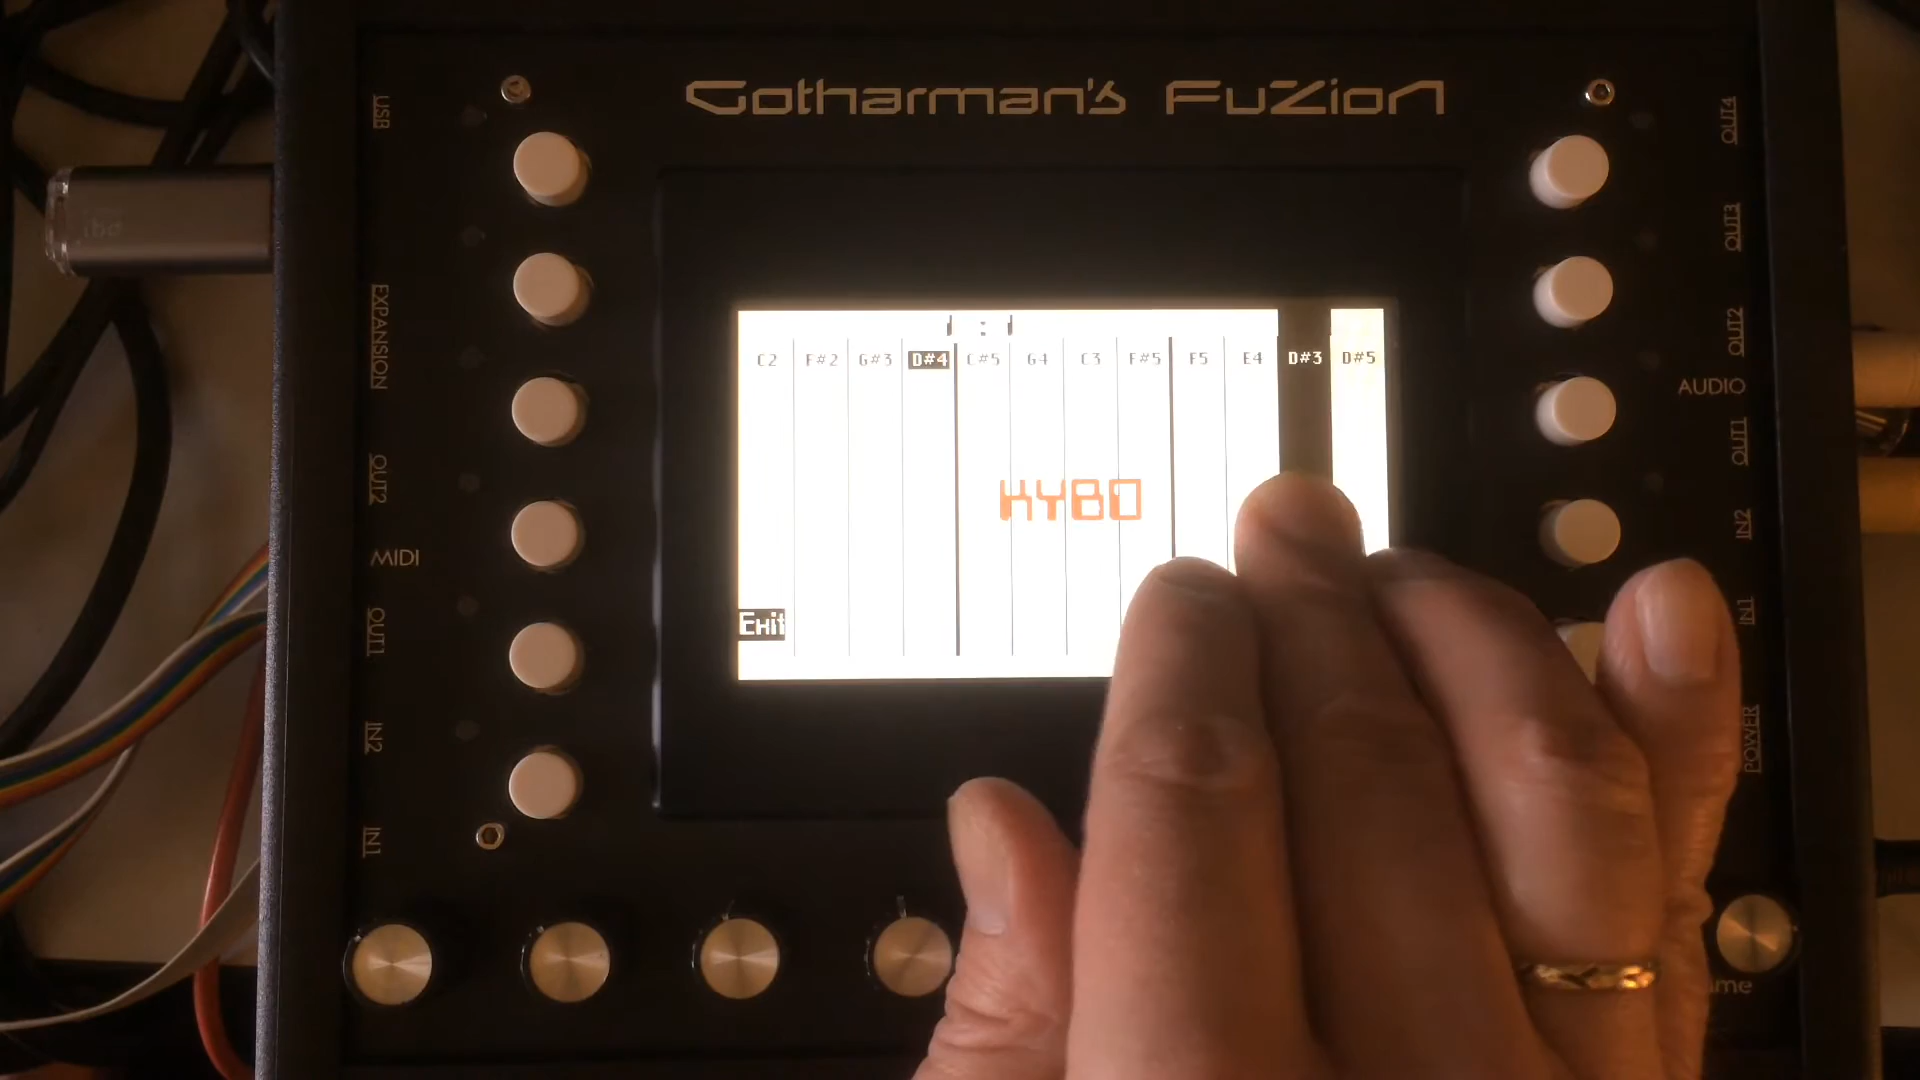 Gotharman's FuZion
USB
EXPANSION
OUT2
MIDI
OUT1
IN2
IN1
OUT4
OUT3
OUT2
AUDIO
OUT1
IN2
IN1
POWER
C2 F#2 G#3 D#4 C#5 G4 C3 F#5 F5 E4 D#3 D#5
KYBD
Exit